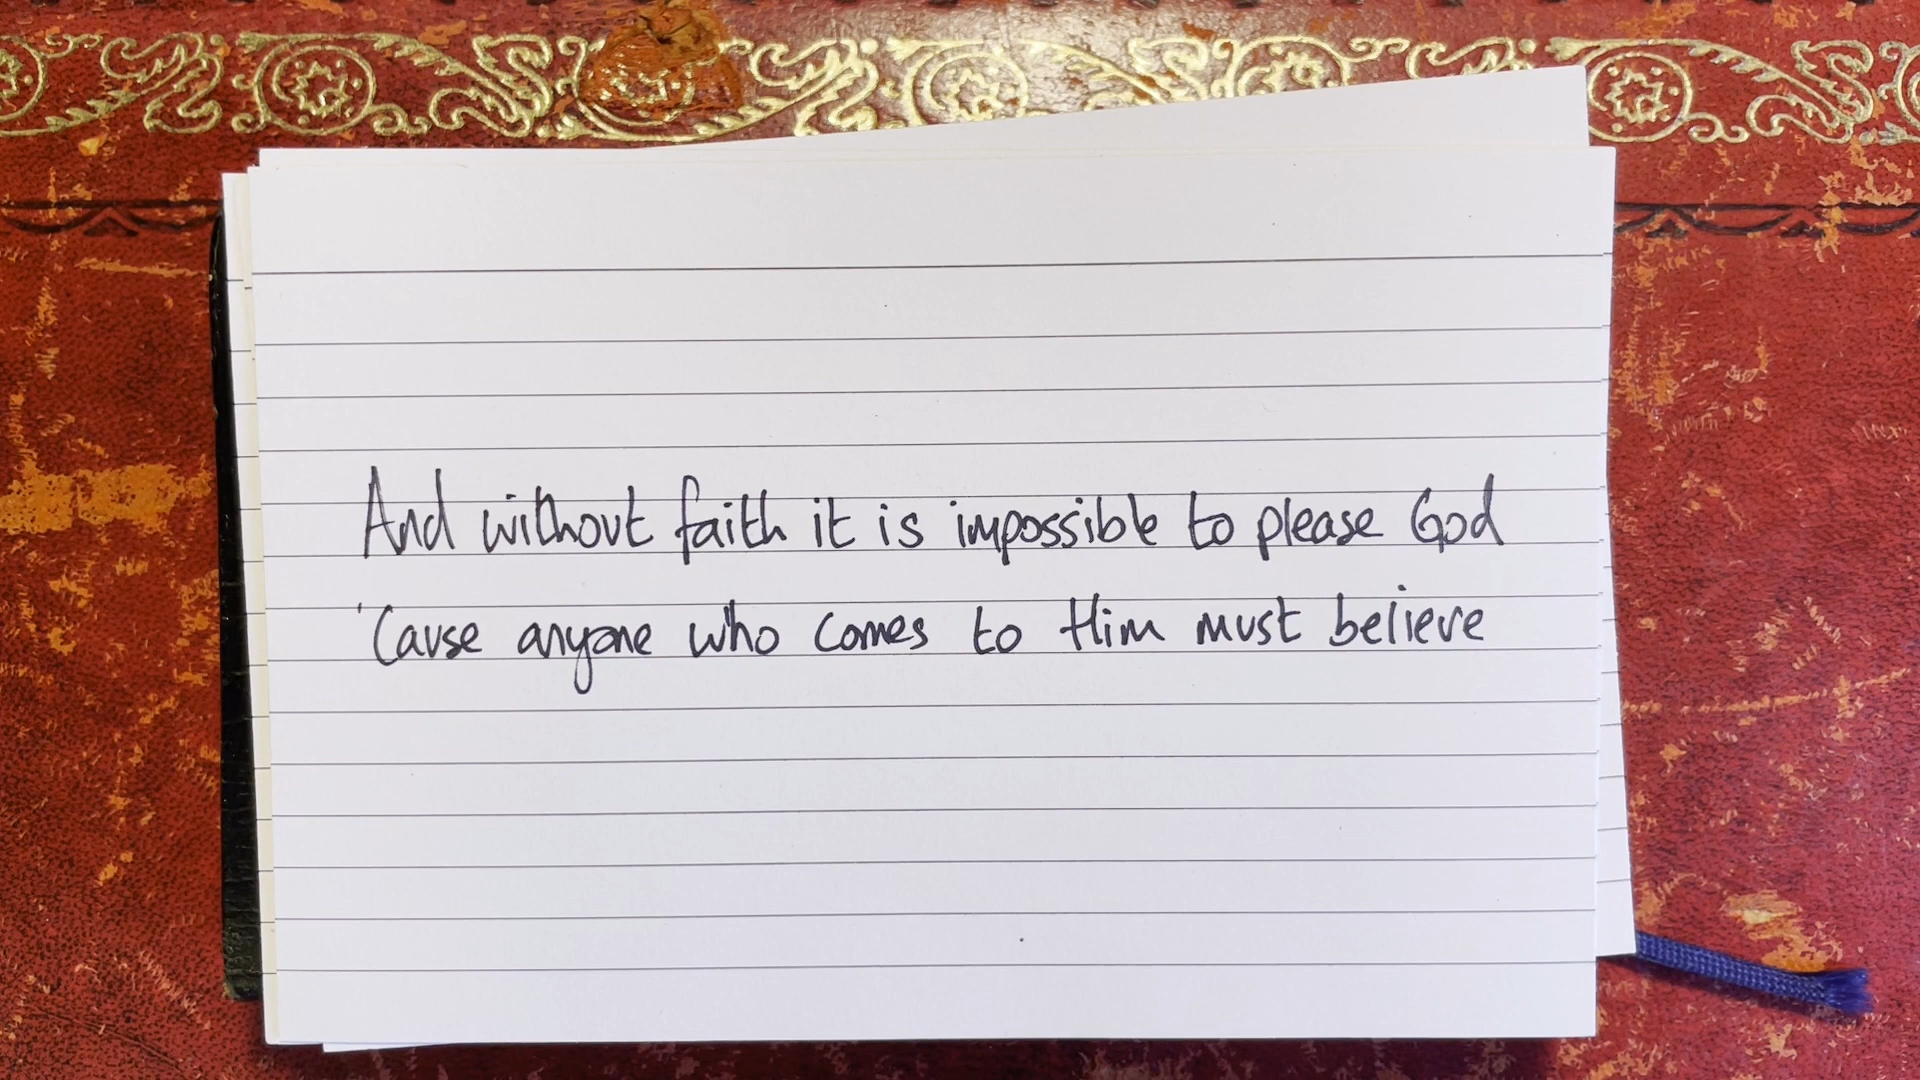 And without faith it is impossible to please God
'Cause anyone who comes to Him must believe